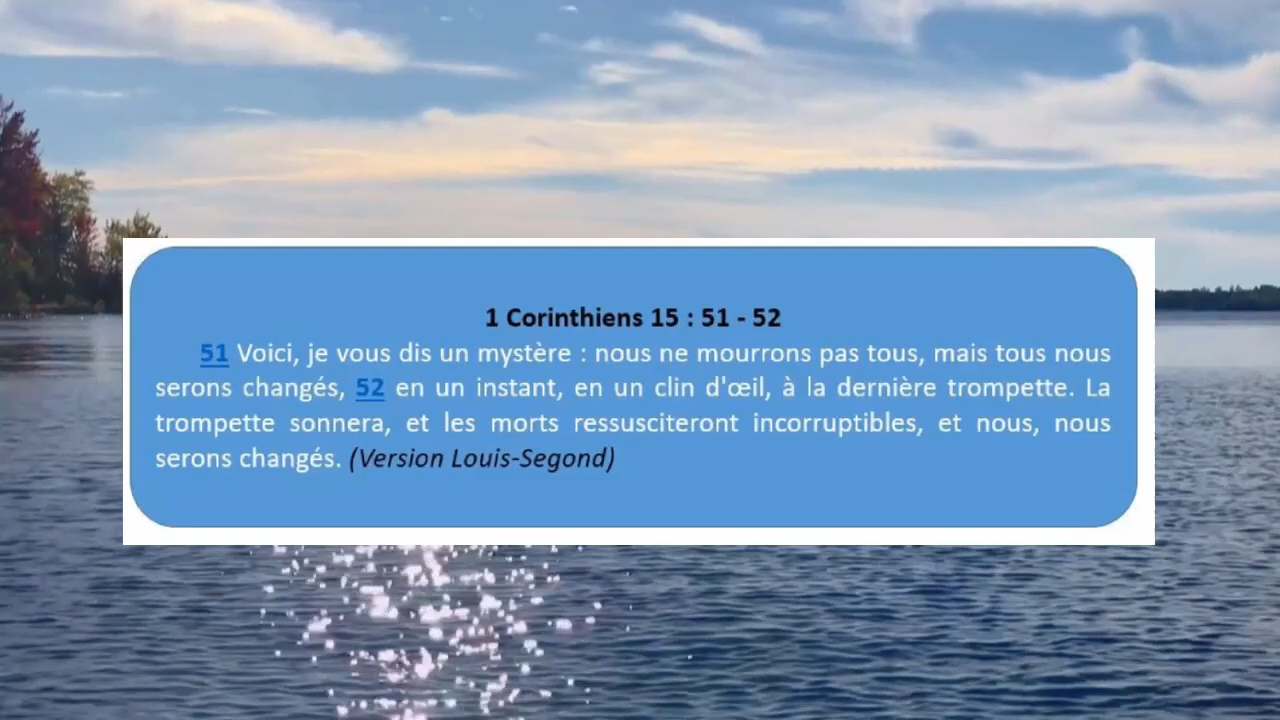 1 Corinthiens 15 : 51 - 52
51 Voici, je vous dis un mystère : nous ne mourrons pas tous, mais tous nous
serons changés, 52 en un instant, en un clin d'œil, à la dernière trompette. La
trompette sonnera, et les morts ressusciteront incorruptibles, et nous, nous
serons changés. (Version Louis-Segond)